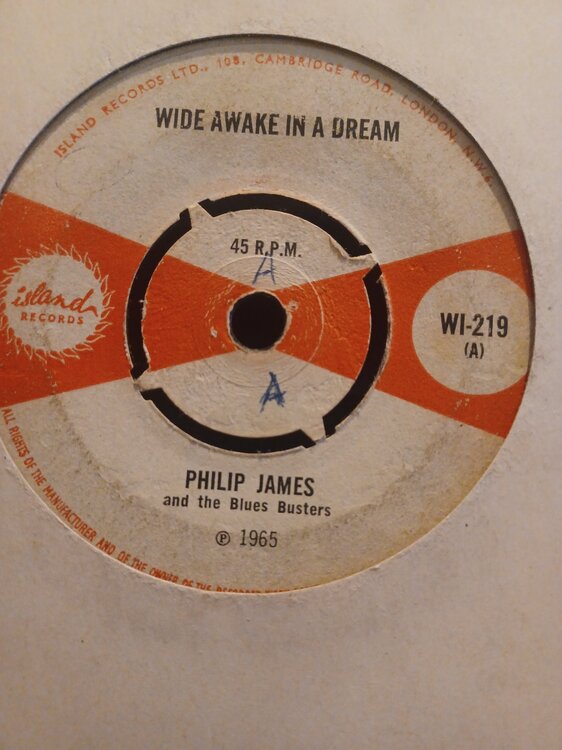 ISLAND RECORDS LTD., 108, CAMBRIDGE ROAD, LONDON, N.W.6
WIDE AWAKE IN A DREAM
45 R.P.M.
A
island
RECORDS
WI-219
(A)
A
PHILIP JAMES
and the Blues Busters
℗ 1965
ALL RIGHTS OF THE MANUFACTURER AND OF THE OWNER OF THE RECORDED